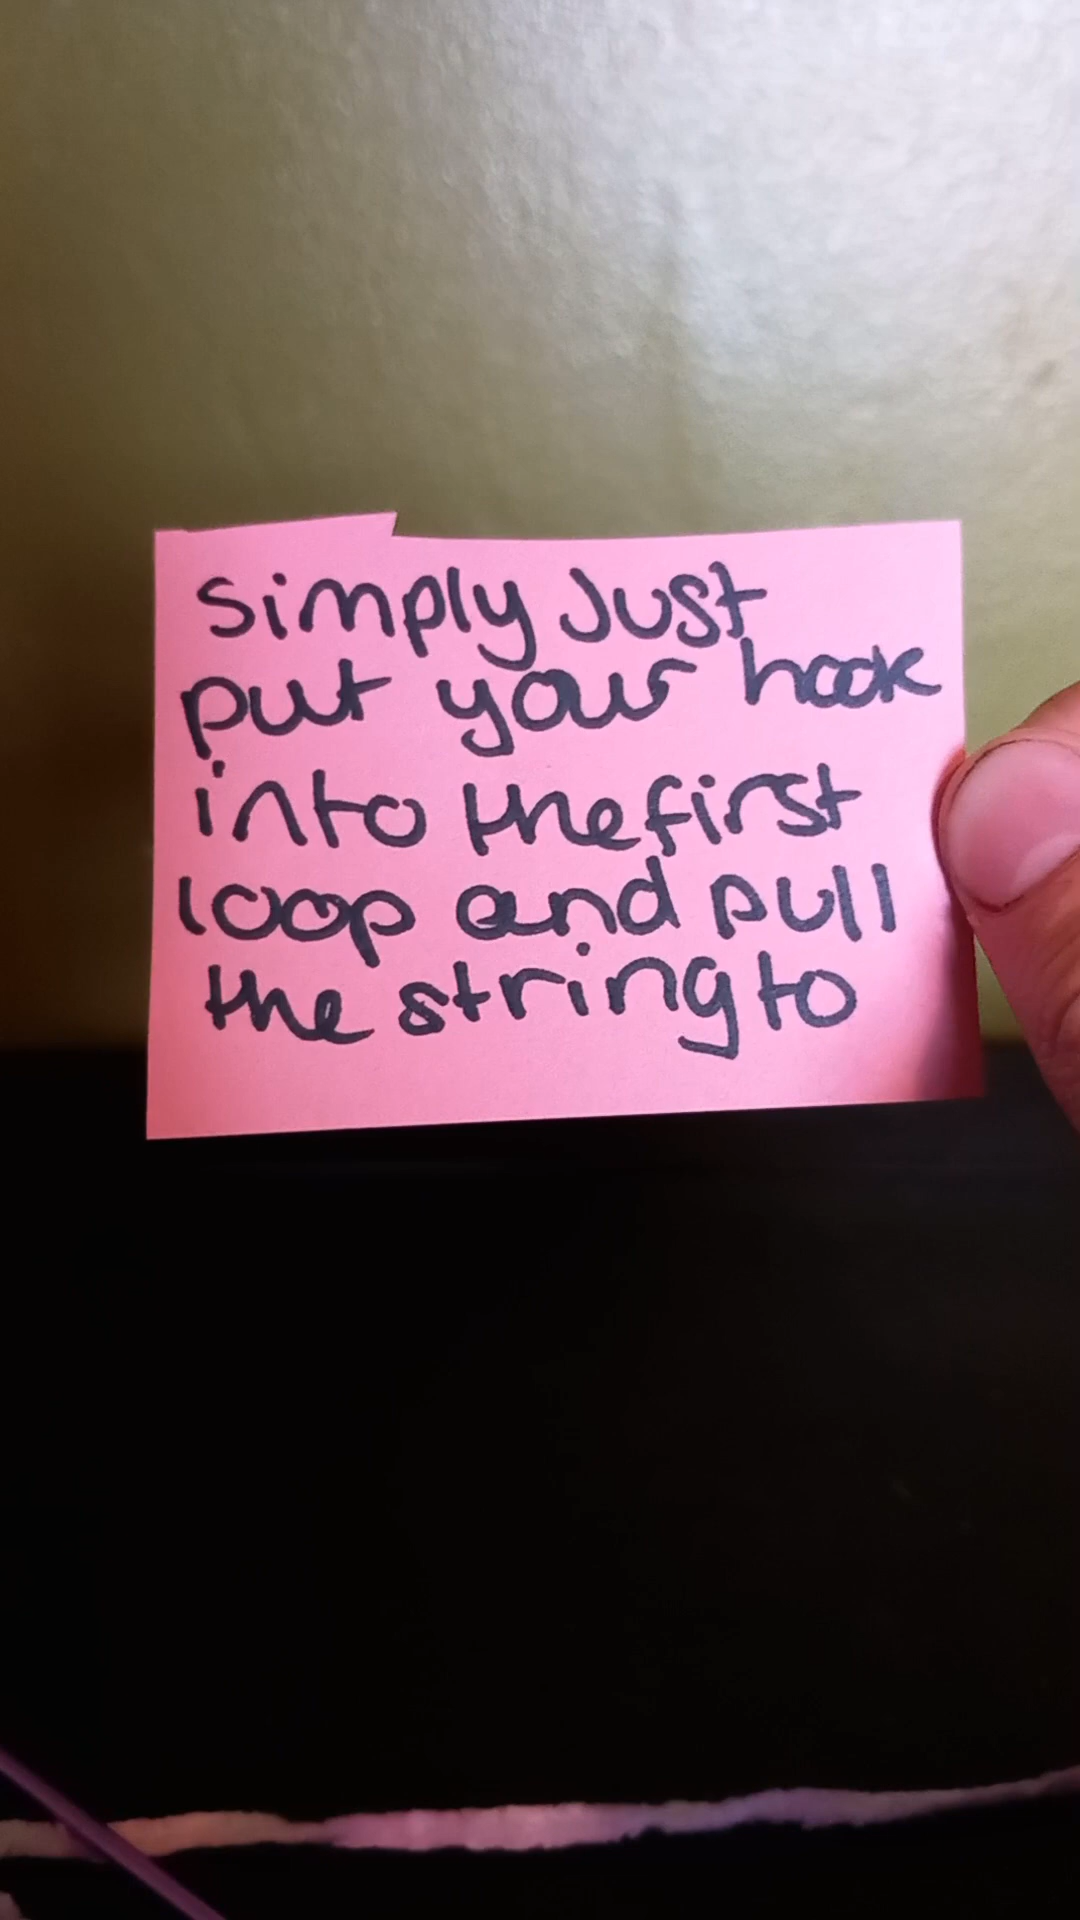 Simply Just
put your hook
into the first
loop and pull
the string to